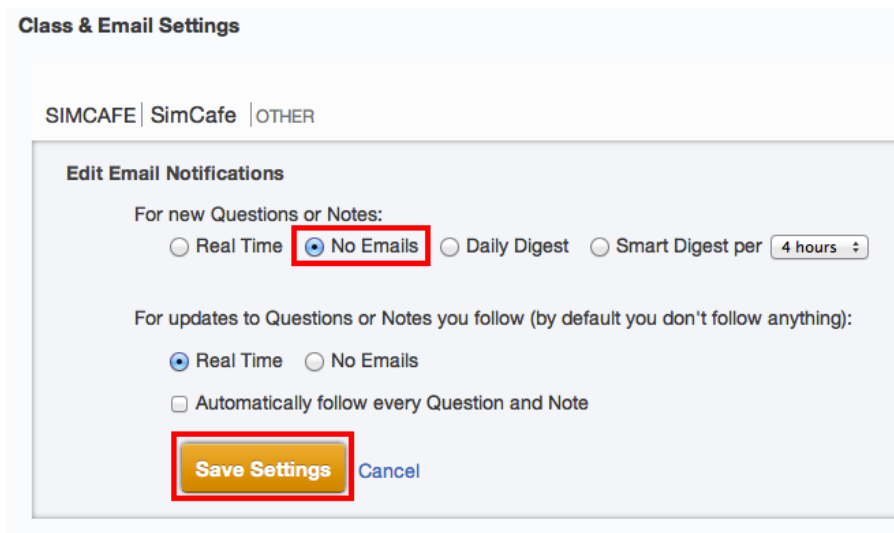 Class & Email Settings
SIMCAFE SimCafe OTHER
Edit Email Notifications
For new Questions or Notes:
Real Time No Emails Daily Digest Smart Digest per 4 hours
For updates to Questions or Notes you follow (by default you don't follow anything):
Real Time No Emails
Automatically follow every Question and Note
Save Settings Cancel